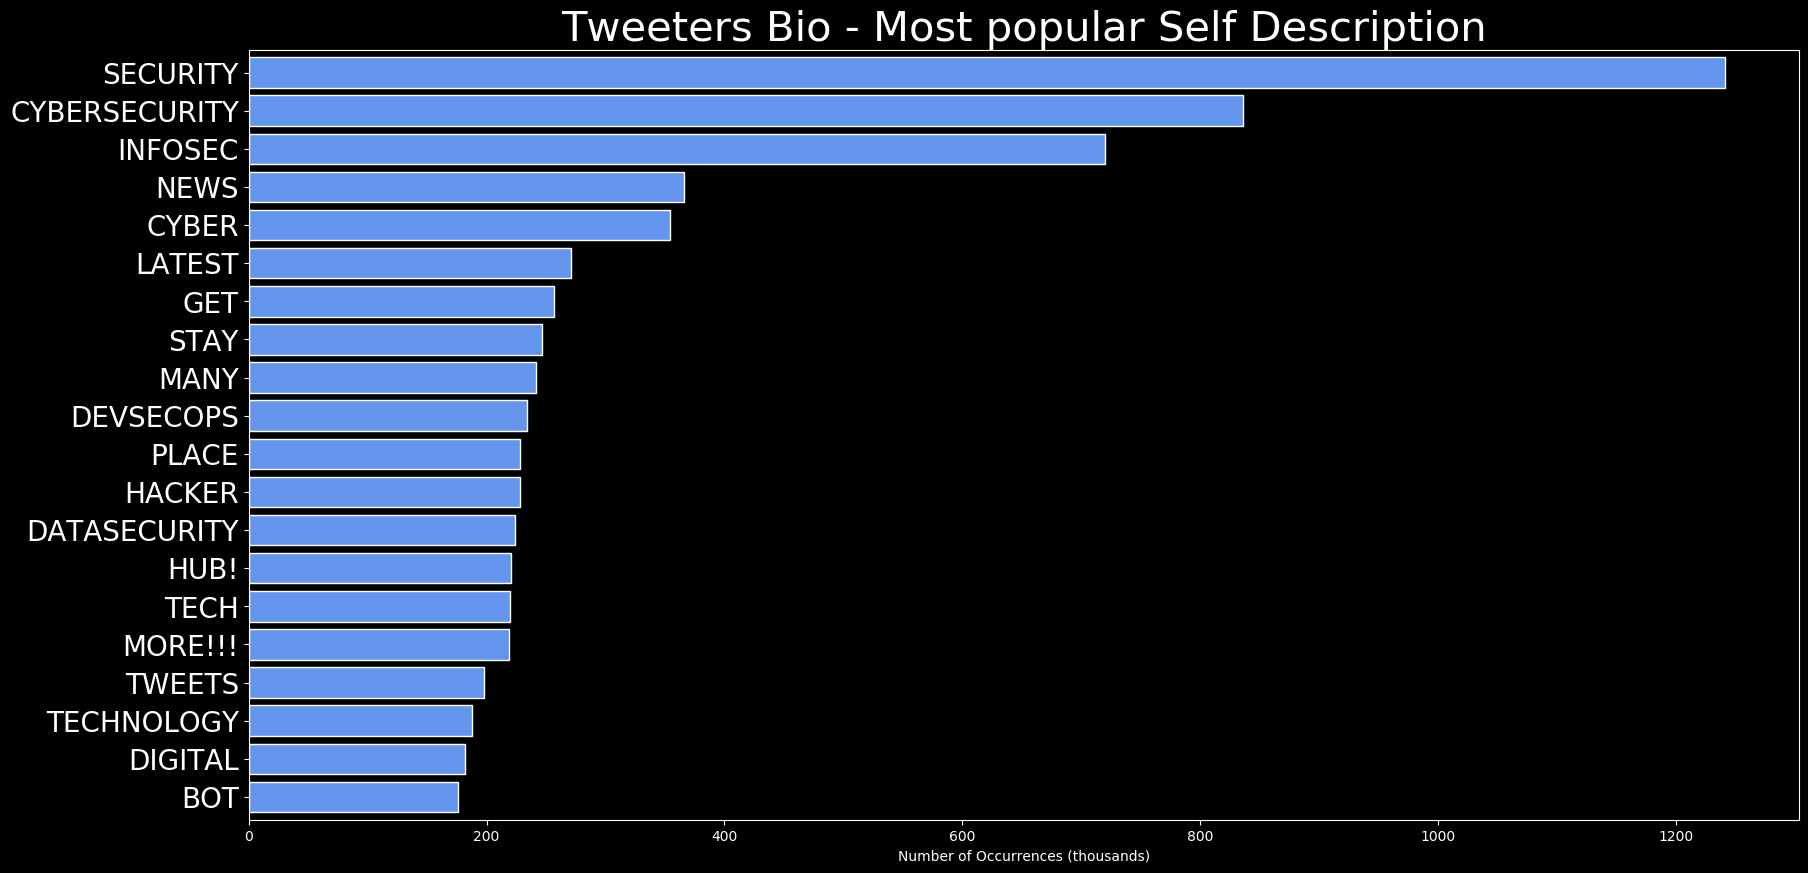 Tweeters Bio - Most popular Self Description
SECURITY
CYBERSECURITY
INFOSEC
NEWS
CYBER
LATEST
GET
STAY
MANY
DEVSECOPS
PLACE
HACKER
DATASECURITY
HUB!
TECH
MORE!!!
TWEETS
TECHNOLOGY
DIGITAL
BOT
0 200 400 600 800 1000 1200
Number of Occurrences (thousands)